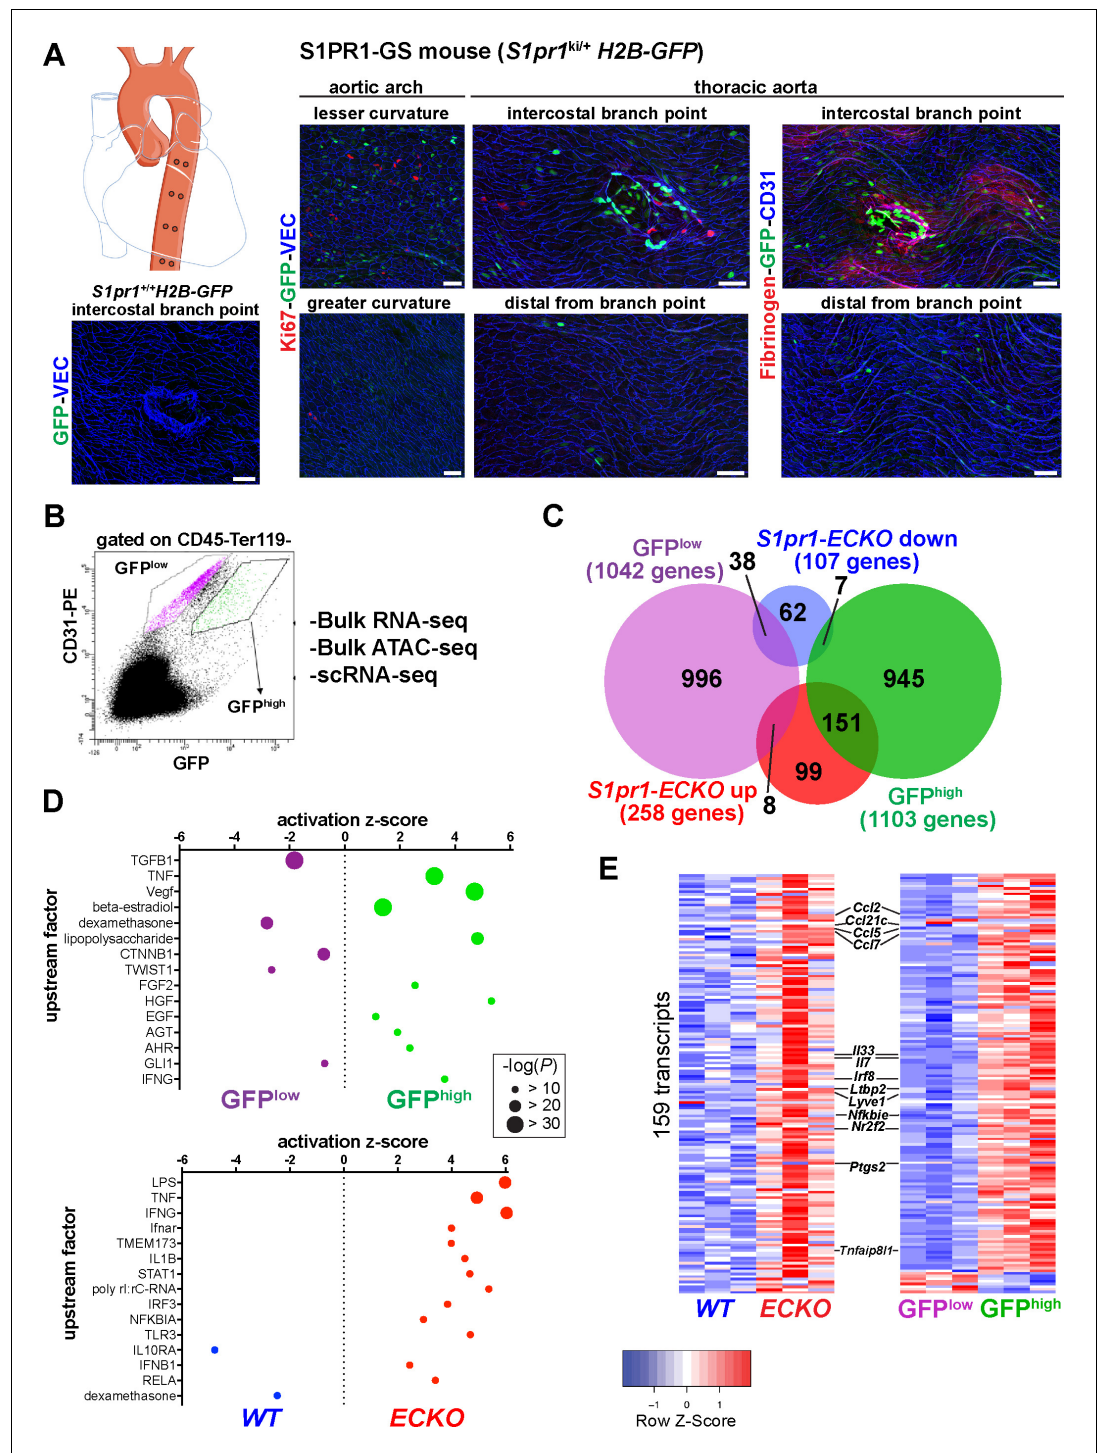 A
S1PR1-GS mouse (S1pr1ki/+ H2B-GFP)
aortic arch
thoracic aorta
lesser curvature
intercostal branch point
intercostal branch point
Ki67-GFP-VEC
Fibrinogen-GFP-CD31
S1pr1+/+H2B-GFP
intercostal branch point
GFP-VEC
greater curvature
distal from branch point
distal from branch point
B
gated on CD45-Ter119-
GFPlow
CD31-PE
GFPhigh
GFP
-Bulk RNA-seq
-Bulk ATAC-seq
-scRNA-seq
C
GFPlow
(1042 genes)
S1pr1-ECKO down
(107 genes)
38
7
62
996
945
151
99
8
S1pr1-ECKO up
(258 genes)
GFPhigh
(1103 genes)
D
activation z-score
-6 -4 -2 0 2 4 6
upstream factor
TGFB1
TNF
Vegf
beta-estradiol
dexamethasone
lipopolysaccharide
CTNNB1
TWIST1
FGF2
HGF
EGF
AGT
AHR
GLI1
IFNG
GFPlow
GFPhigh
-log(P)
> 10
> 20
> 30
activation z-score
-6 -4 -2 0 2 4 6
upstream factor
LPS
TNF
IFNG
Ifnar
TMEM173
IL1B
STAT1
poly rI:rC-RNA
IRF3
NFKBIA
TLR3
IL10RA
IFNB1
RELA
dexamethasone
WT
ECKO
E
159 transcripts
Ccl2
Ccl21c
Ccl5
Ccl7
Il33
Il7
Irf8
Ltbp2
Lyve1
Nfkbie
Nr2f2
Ptgs2
Tnfaip8l1
WT
ECKO
GFPlow
GFPhigh
−1 0 1
Row Z-Score